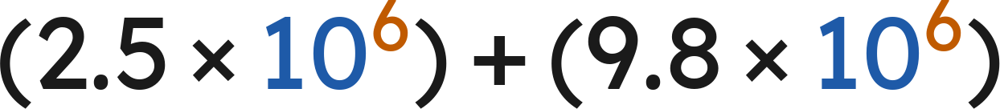 (2.5 × 10⁶) + (9.8 × 10⁶)